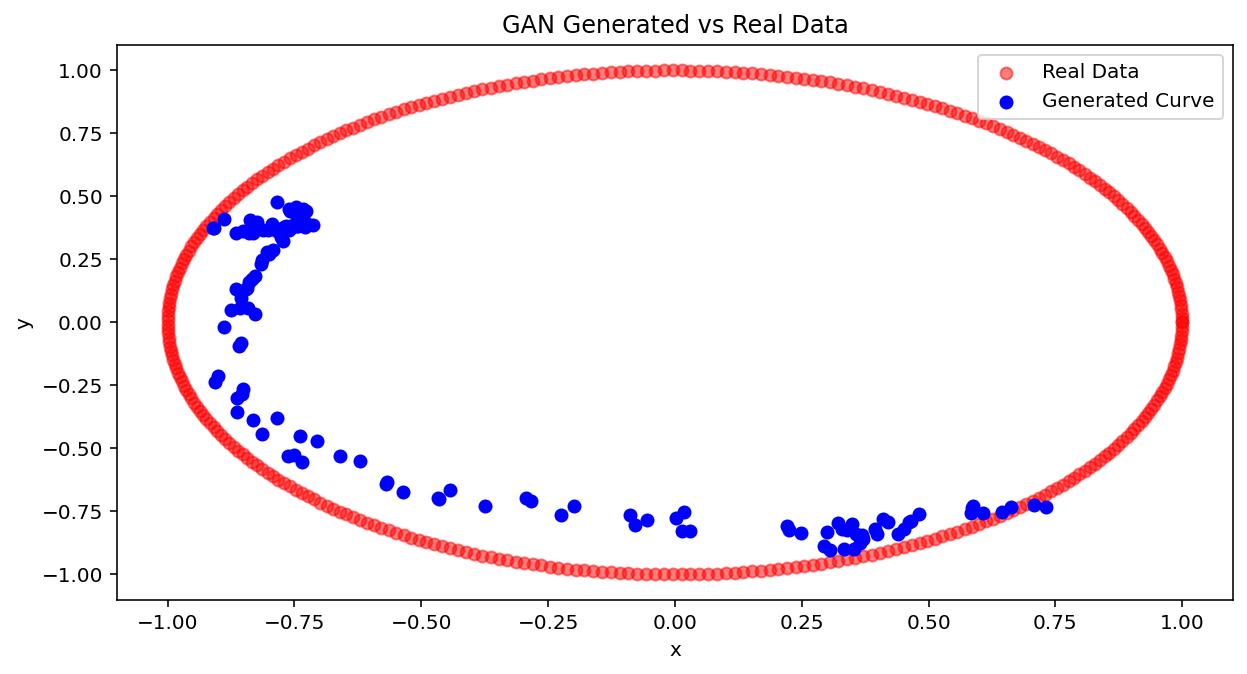 GAN Generated vs Real Data
Real Data
Generated Curve
1.00
0.75
0.50
0.25
0.00
−0.25
−0.50
−0.75
−1.00
y
−1.00 −0.75 −0.50 −0.25 0.00 0.25 0.50 0.75 1.00
x